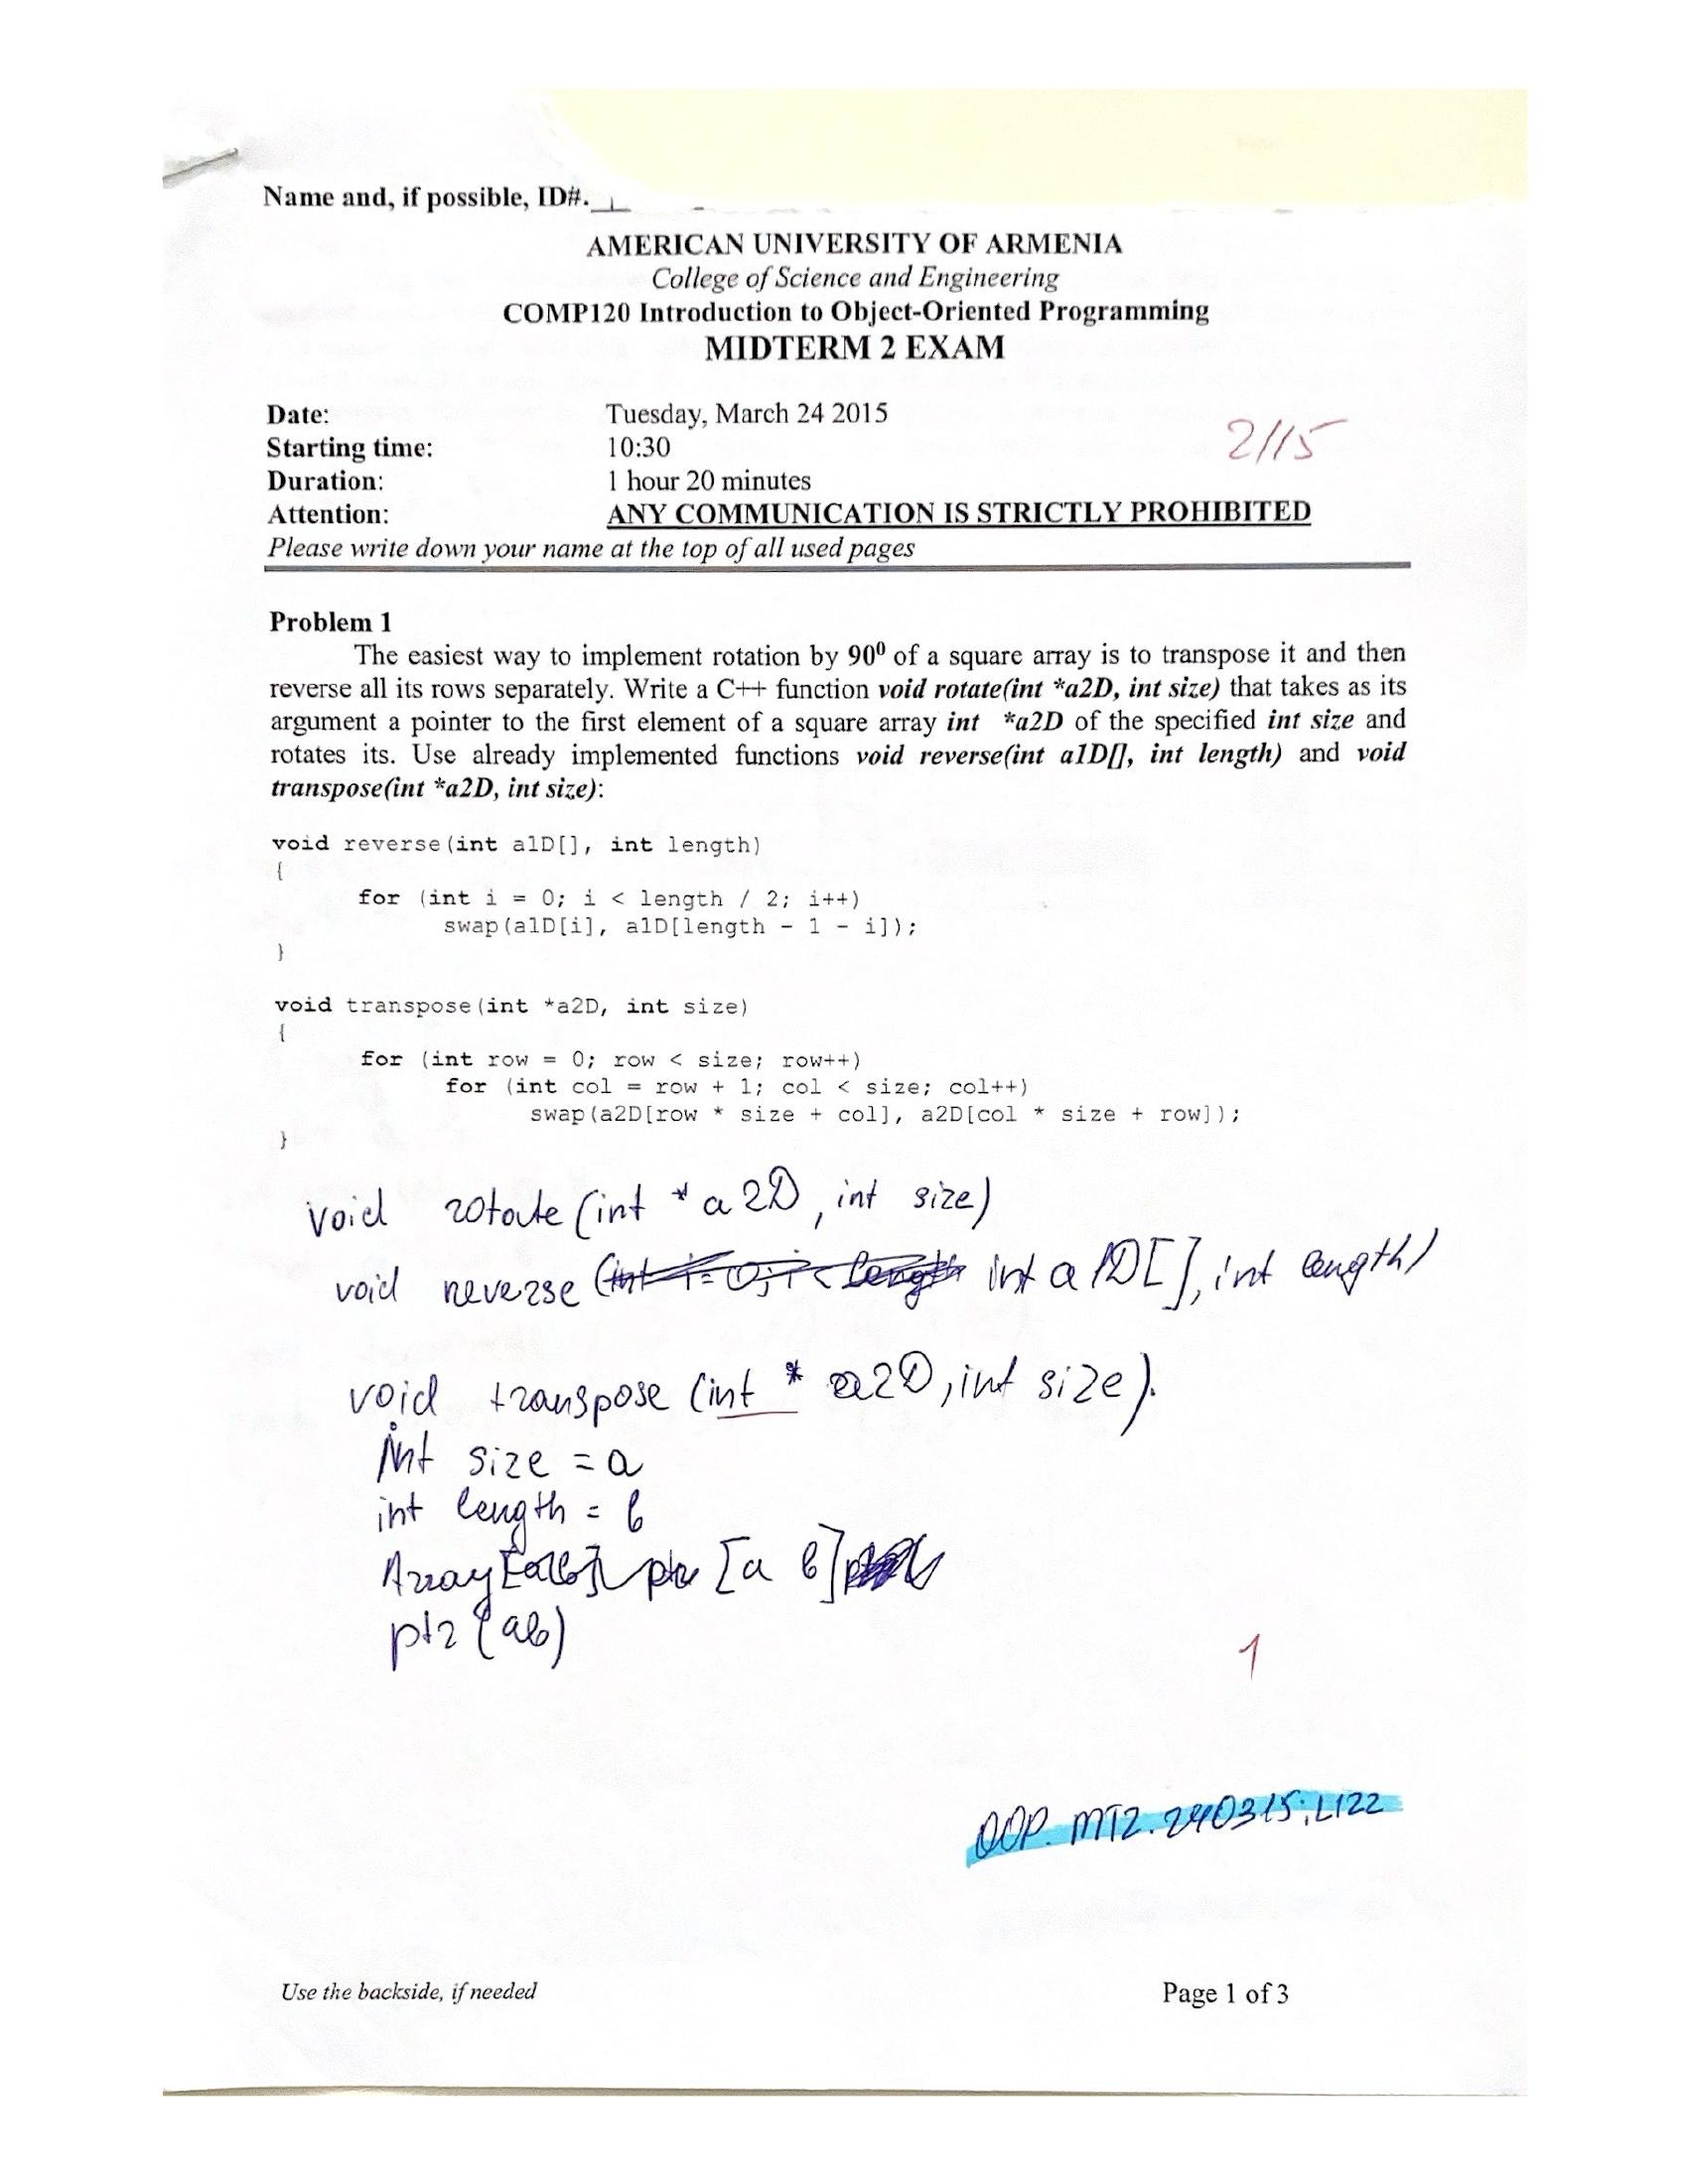 Name and, if possible, ID#.
AMERICAN UNIVERSITY OF ARMENIA
College of Science and Engineering
COMP120 Introduction to Object-Oriented Programming
MIDTERM 2 EXAM
Date: Tuesday, March 24 2015
2/15
Starting time: 10:30
Duration: 1 hour 20 minutes
Attention: ANY COMMUNICATION IS STRICTLY PROHIBITED
Please write down your name at the top of all used pages
Problem 1
The easiest way to implement rotation by 90⁰ of a square array is to transpose it and then
reverse all its rows separately. Write a C++ function void rotate(int *a2D, int size) that takes as its
argument a pointer to the first element of a square array int *a2D of the specified int size and
rotates its. Use already implemented functions void reverse(int a1D[], int length) and void
transpose(int *a2D, int size):
void reverse(int a1D[], int length)
{
for (int i = 0; i < length / 2; i++)
swap(a1D[i], a1D[length - 1 - i]);
}
void transpose(int *a2D, int size)
{
for (int row = 0; row < size; row++)
for (int col = row + 1; col < size; col++)
swap(a2D[row * size + col], a2D[col * size + row]);
}
void rotate (int * a2D, int size)
void reverse (int i = 0; i < length int a1D[], int length)
void transpose (int * a2D, int size).
int size = a
int length = b
Array ptr [a b]
ptr (ab)
1
OOP. MT2. 240315. L122
Use the backside, if needed
Page 1 of 3